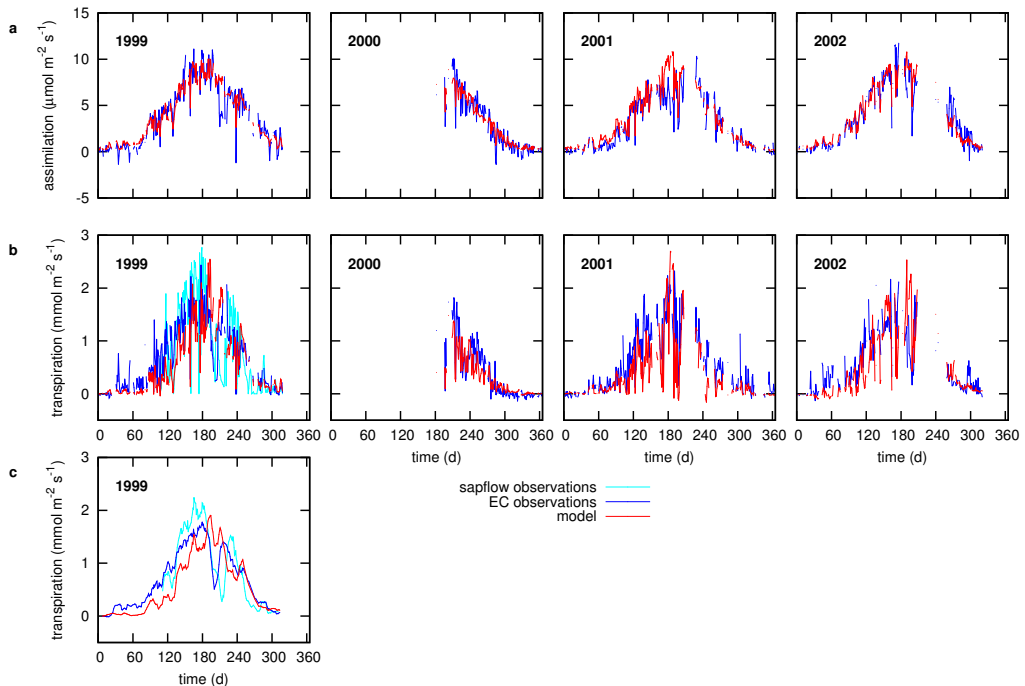 a
1999
2000
2001
2002
assimilation (μmol m-2 s-1)
15
10
5
0
-5
b
1999
2000
2001
2002
transpiration (mmol m-2 s-1)
3
2
1
0
0 60 120 180 240 300 360
0 60 120 180 240 300 360
0 60 120 180 240 300 360
0 60 120 180 240 300 360
time (d)
time (d)
time (d)
c
1999
transpiration (mmol m-2 s-1)
3
2
1
0
0 60 120 180 240 300 360
time (d)
sapflow observations
EC observations
model